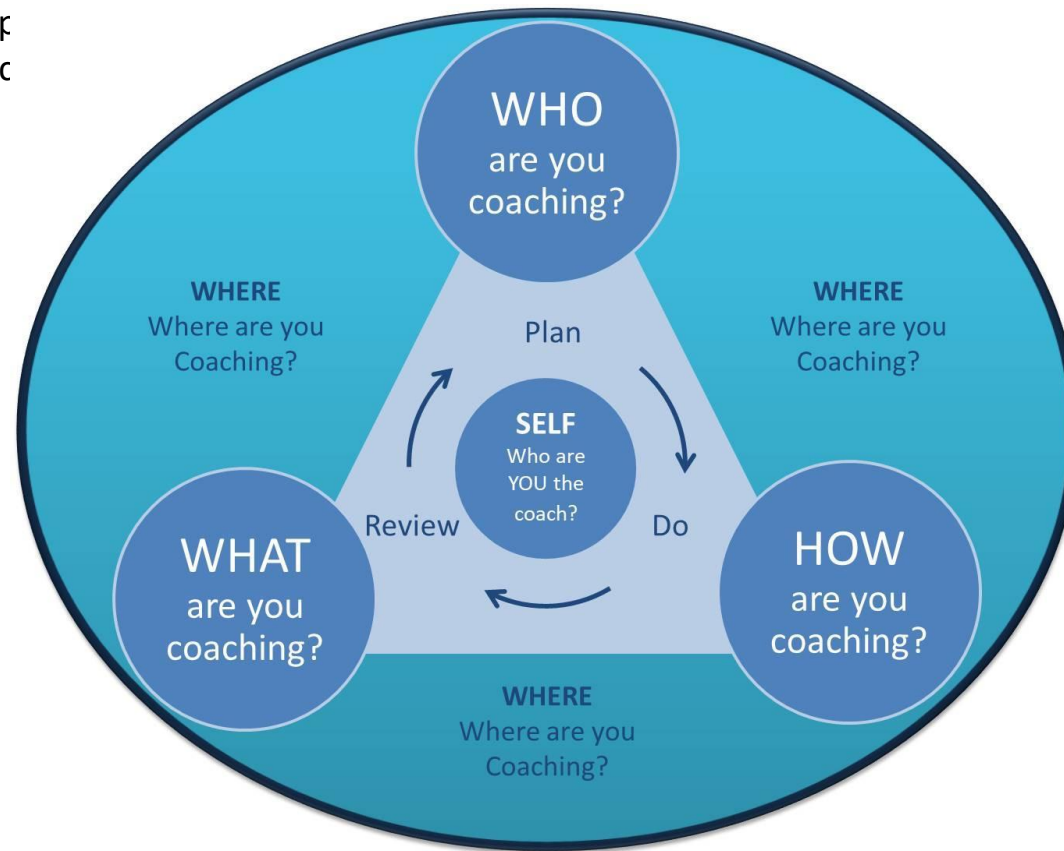 p
WHO
are you
coaching?
WHERE
Where are you
Coaching?
WHERE
Where are you
Coaching?
Plan
SELF
Who are
YOU the
coach?
Review
Do
WHAT
are you
coaching?
HOW
are you
coaching?
WHERE
Where are you
Coaching?